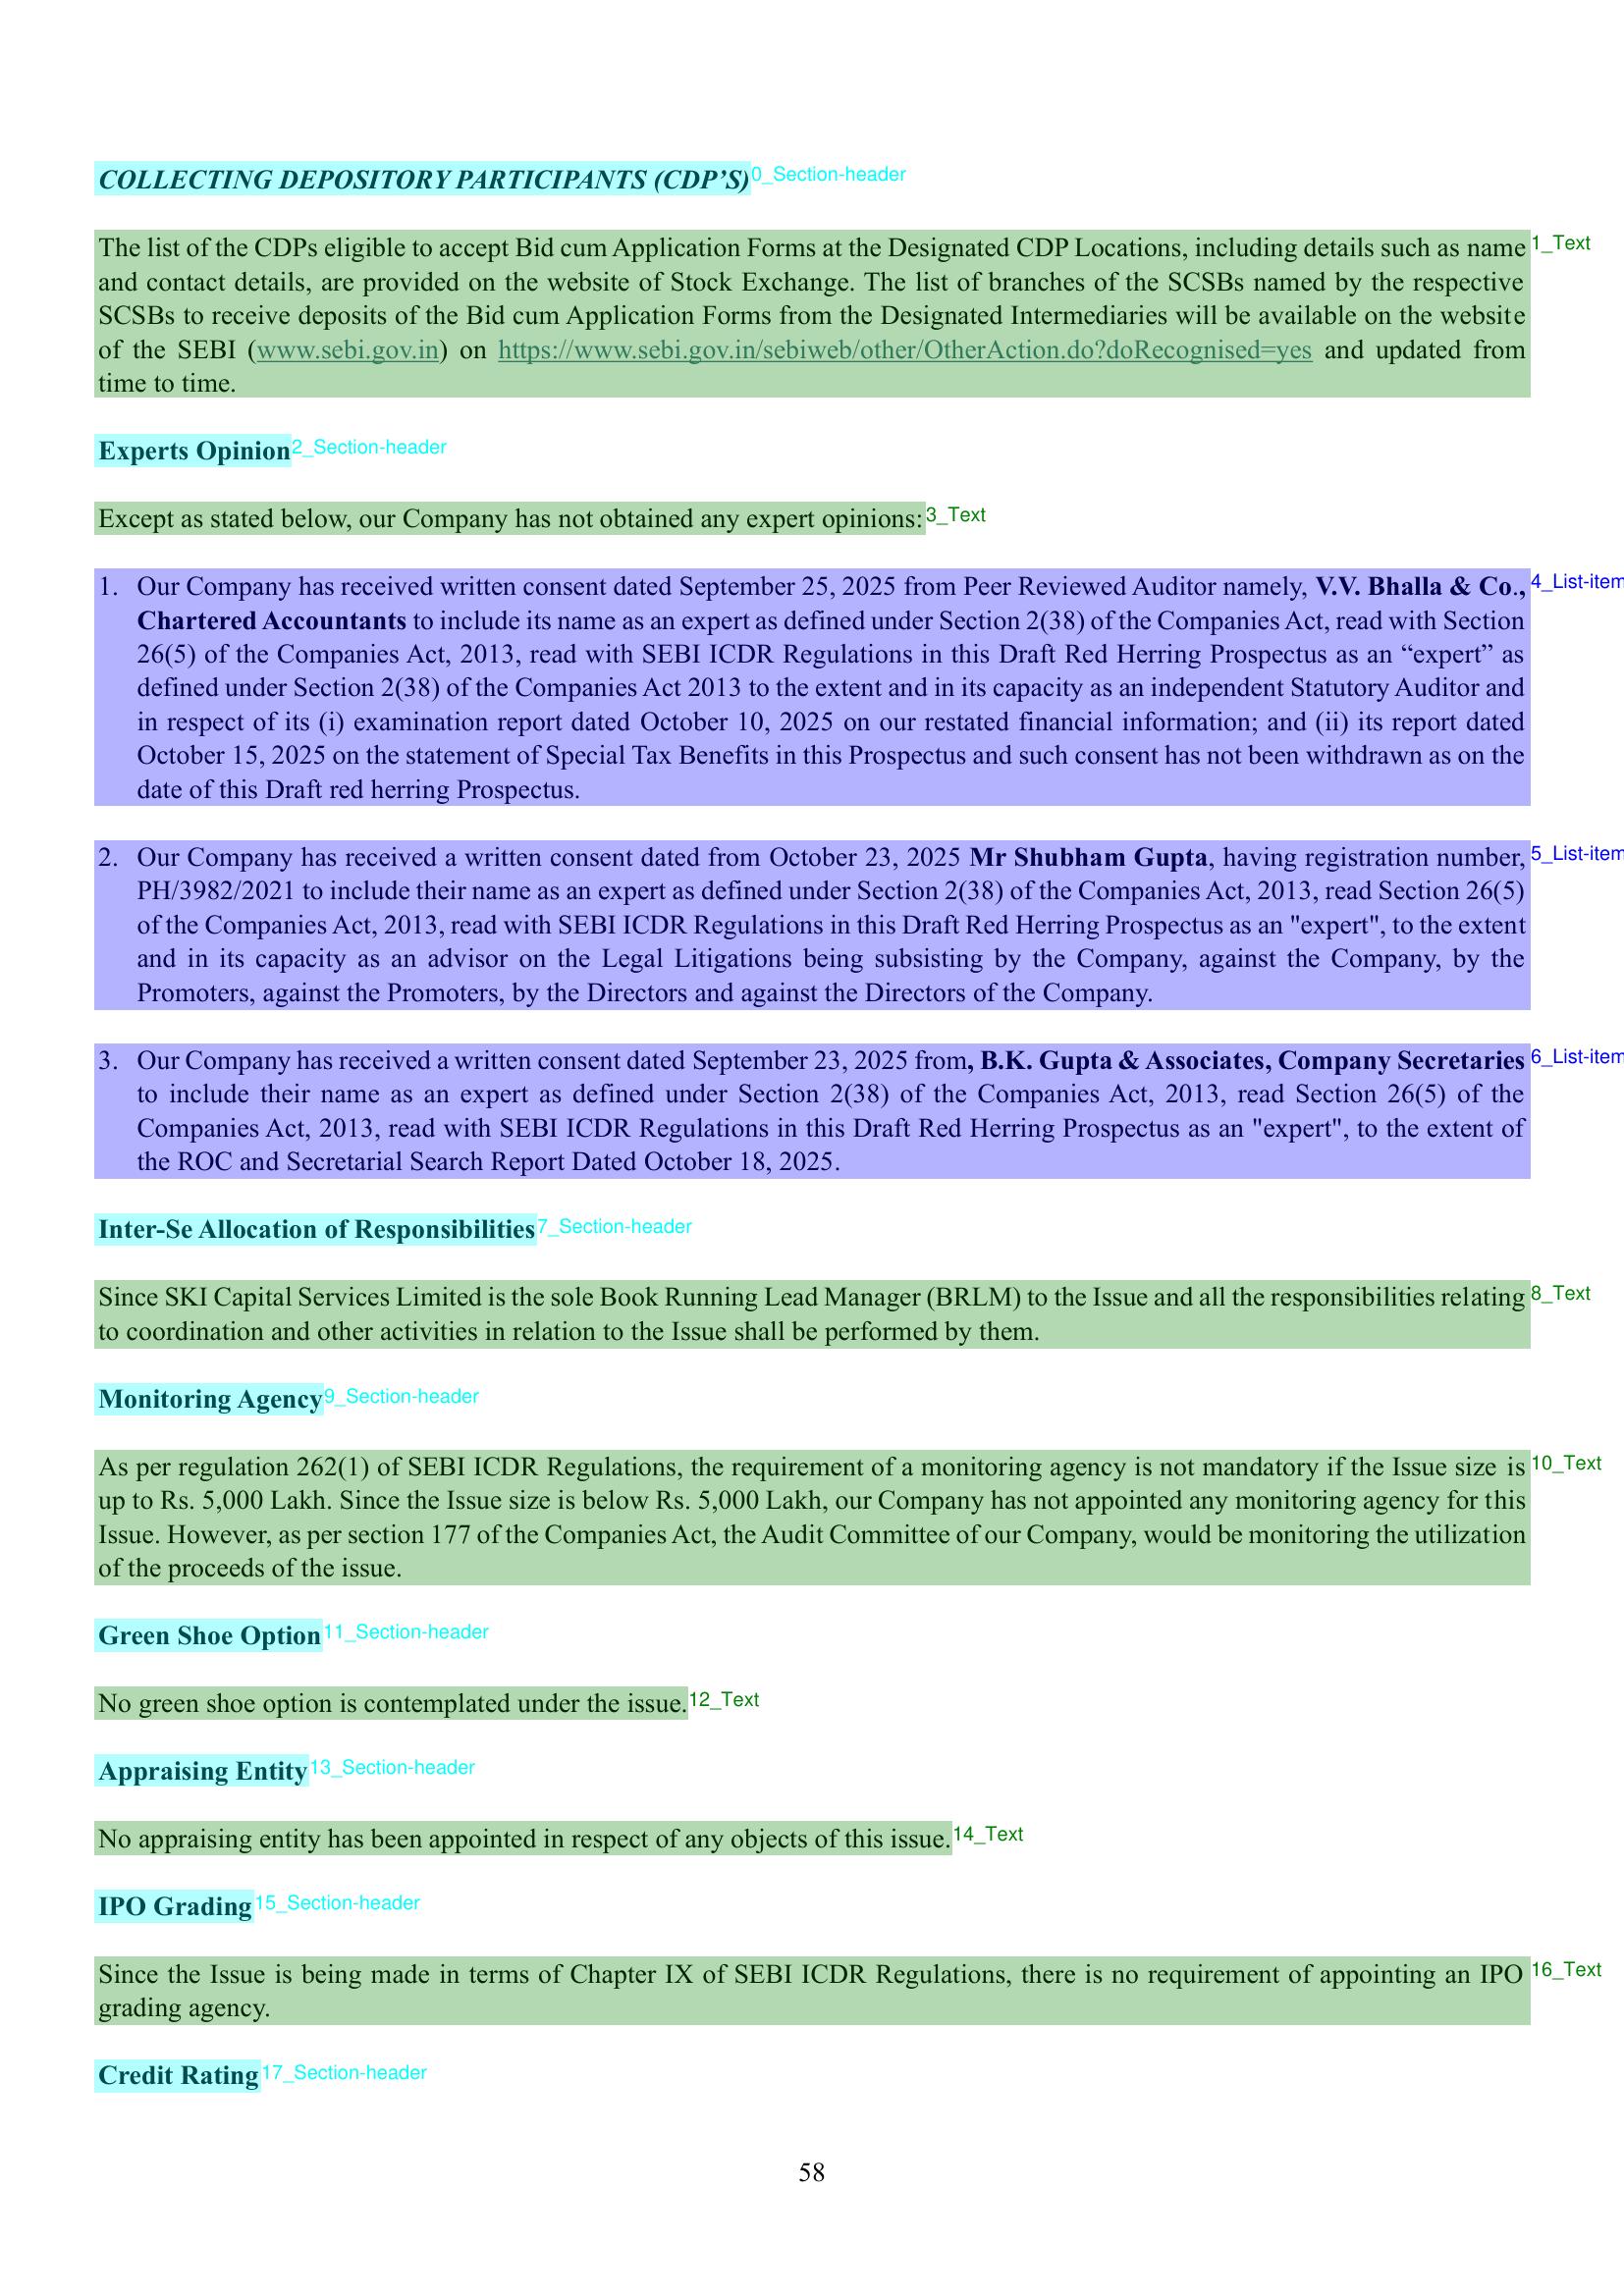 COLLECTING DEPOSITORY PARTICIPANTS (CDP’S)
0_Section-header
The list of the CDPs eligible to accept Bid cum Application Forms at the Designated CDP Locations, including details such as name
1_Text
and contact details, are provided on the website of Stock Exchange. The list of branches of the SCSBs named by the respective
SCSBs to receive deposits of the Bid cum Application Forms from the Designated Intermediaries will be available on the website
of the SEBI (www.sebi.gov.in) on https://www.sebi.gov.in/sebiweb/other/OtherAction.do?doRecognised=yes and updated from
time to time.
Experts Opinion
2_Section-header
Except as stated below, our Company has not obtained any expert opinions:
3_Text
1. Our Company has received written consent dated September 25, 2025 from Peer Reviewed Auditor namely, V.V. Bhalla & Co.,
4_List-item
Chartered Accountants to include its name as an expert as defined under Section 2(38) of the Companies Act, read with Section
26(5) of the Companies Act, 2013, read with SEBI ICDR Regulations in this Draft Red Herring Prospectus as an “expert” as
defined under Section 2(38) of the Companies Act 2013 to the extent and in its capacity as an independent Statutory Auditor and
in respect of its (i) examination report dated October 10, 2025 on our restated financial information; and (ii) its report dated
October 15, 2025 on the statement of Special Tax Benefits in this Prospectus and such consent has not been withdrawn as on the
date of this Draft red herring Prospectus.
2. Our Company has received a written consent dated from October 23, 2025 Mr Shubham Gupta, having registration number,
5_List-item
PH/3982/2021 to include their name as an expert as defined under Section 2(38) of the Companies Act, 2013, read Section 26(5)
of the Companies Act, 2013, read with SEBI ICDR Regulations in this Draft Red Herring Prospectus as an "expert", to the extent
and in its capacity as an advisor on the Legal Litigations being subsisting by the Company, against the Company, by the
Promoters, against the Promoters, by the Directors and against the Directors of the Company.
3. Our Company has received a written consent dated September 23, 2025 from, B.K. Gupta & Associates, Company Secretaries
6_List-item
to include their name as an expert as defined under Section 2(38) of the Companies Act, 2013, read Section 26(5) of the
Companies Act, 2013, read with SEBI ICDR Regulations in this Draft Red Herring Prospectus as an "expert", to the extent of
the ROC and Secretarial Search Report Dated October 18, 2025.
Inter-Se Allocation of Responsibilities
7_Section-header
Since SKI Capital Services Limited is the sole Book Running Lead Manager (BRLM) to the Issue and all the responsibilities relating
8_Text
to coordination and other activities in relation to the Issue shall be performed by them.
Monitoring Agency
9_Section-header
As per regulation 262(1) of SEBI ICDR Regulations, the requirement of a monitoring agency is not mandatory if the Issue size is
10_Text
up to Rs. 5,000 Lakh. Since the Issue size is below Rs. 5,000 Lakh, our Company has not appointed any monitoring agency for this
Issue. However, as per section 177 of the Companies Act, the Audit Committee of our Company, would be monitoring the utilization
of the proceeds of the issue.
Green Shoe Option
11_Section-header
No green shoe option is contemplated under the issue.
12_Text
Appraising Entity
13_Section-header
No appraising entity has been appointed in respect of any objects of this issue.
14_Text
IPO Grading
15_Section-header
Since the Issue is being made in terms of Chapter IX of SEBI ICDR Regulations, there is no requirement of appointing an IPO
16_Text
grading agency.
Credit Rating
17_Section-header
58